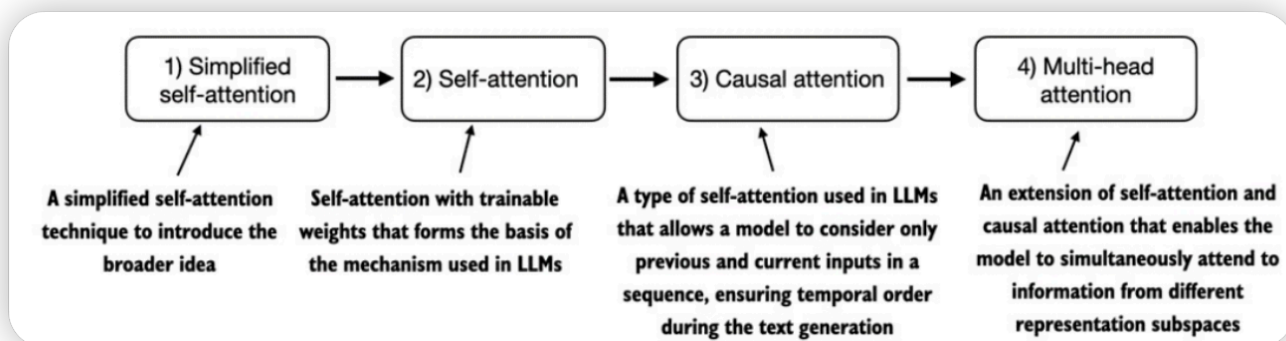 1) Simplified
self-attention
2) Self-attention
3) Causal attention
4) Multi-head
attention
A simplified self-attention
technique to introduce the
broader idea
Self-attention with trainable
weights that forms the basis of
the mechanism used in LLMs
A type of self-attention used in LLMs
that allows a model to consider only
previous and current inputs in a
sequence, ensuring temporal order
during the text generation
An extension of self-attention and
causal attention that enables the
model to simultaneously attend to
information from different
representation subspaces